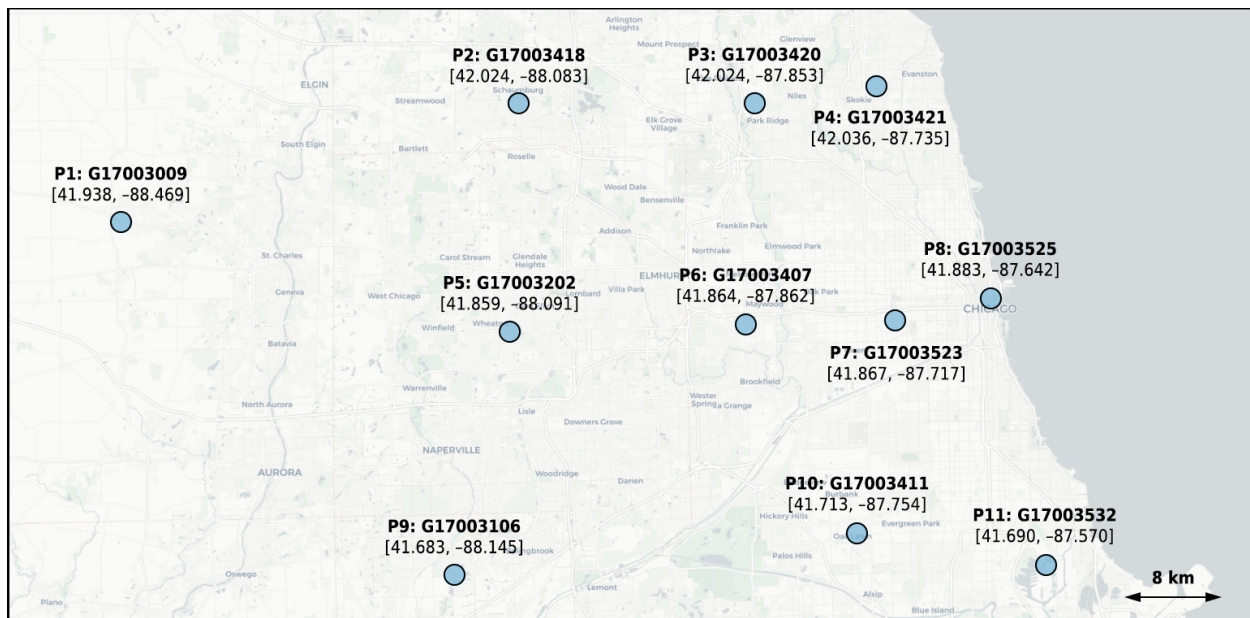 Arlington
Heights
Glenview
Mount Prospect
P2: G17003418
[42.024, –88.083]
P3: G17003420
[42.024, –87.853]
Evanston
ELGIN
Schaumburg
Streamwood
Niles
Skokie
Elk Grove
Village
Park Ridge
P4: G17003421
[42.036, –87.735]
South Elgin
Bartlett
Roselle
P1: G17003009
[41.938, –88.469]
Wood Dale
Bensenville
Franklin Park
Addison
Elmwood Park
St. Charles
Carol Stream
Glendale
Heights
Northlake
P8: G17003525
[41.883, –87.642]
ELMHURST
P6: G17003407
[41.864, –87.862]
P5: G17003202
[41.859, –88.091]
Geneva
West Chicago
Lombard
Villa Park
Oak Park
Maywood
CHICAGO
Winfield
Wheaton
Batavia
P7: G17003523
[41.867, –87.717]
Brookfield
Warrenville
Western
Springs
La Grange
North Aurora
Lisle
Downers Grove
NAPERVILLE
AURORA
Woodridge
Darien
P10: G17003411
[41.713, –87.754]
Burbank
Hickory Hills
Evergreen Park
P11: G17003532
[41.690, –87.570]
P9: G17003106
[41.683, –88.145]
Oak Lawn
Bolingbrook
Palos Hills
Oswego
Lemont
8 km
Plano
Alsip
Blue Island